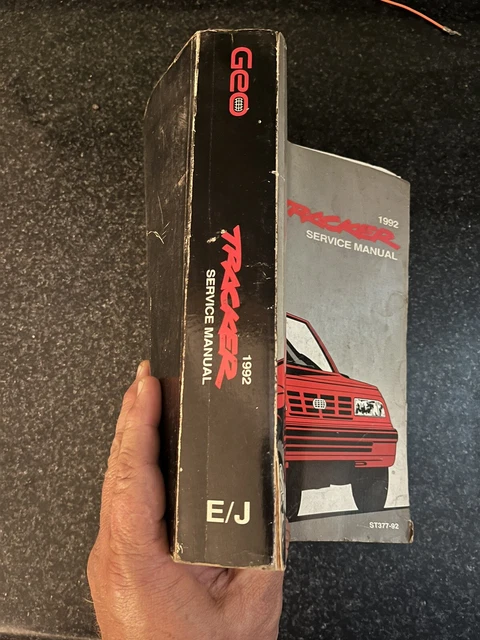 Geo
1992
TRACKER
SERVICE MANUAL
E/J
1992
TRACKER
SERVICE MANUAL
ST377-92